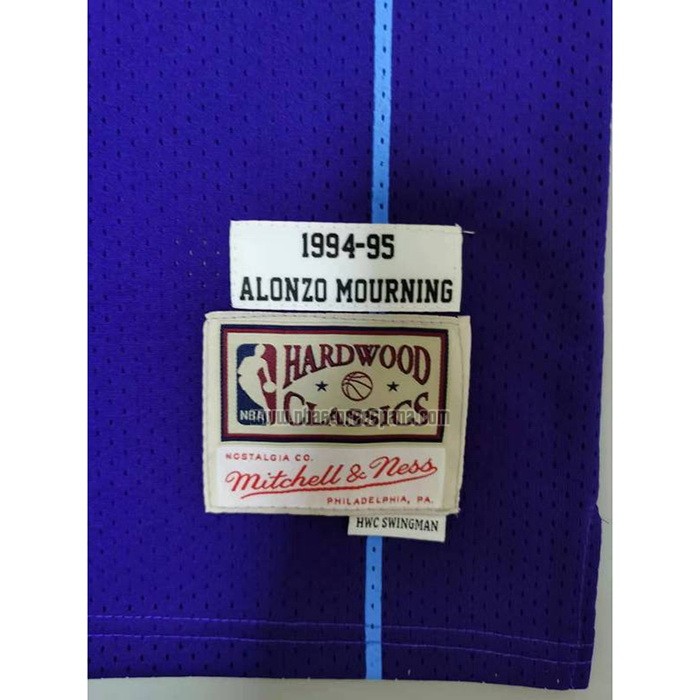 1994-95
ALONZO MOURNING
HARDWOOD
CLASSICS
NBA
NOSTALGIA CO.
Mitchell & Ness
PHILADELPHIA, PA.
HWC SWINGMAN